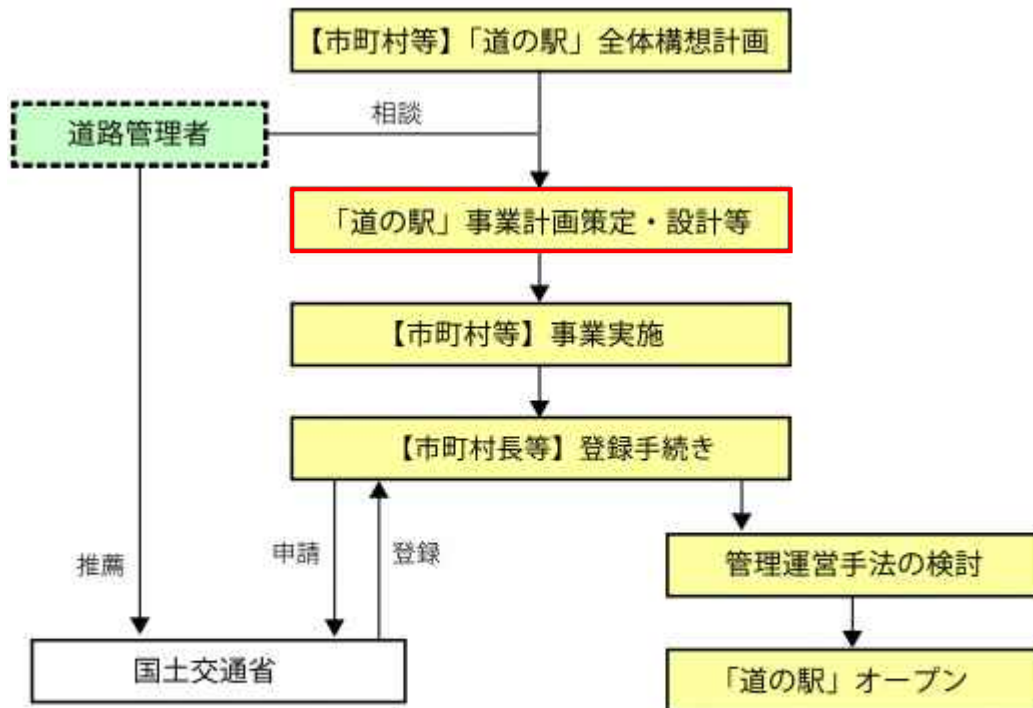 【市町村等】「道の駅」全体構想計画
相談
道路管理者
「道の駅」事業計画策定・設計等
【市町村等】事業実施
【市町村長等】登録手続き
推薦
申請
登録
管理運営手法の検討
国土交通省
「道の駅」オープン